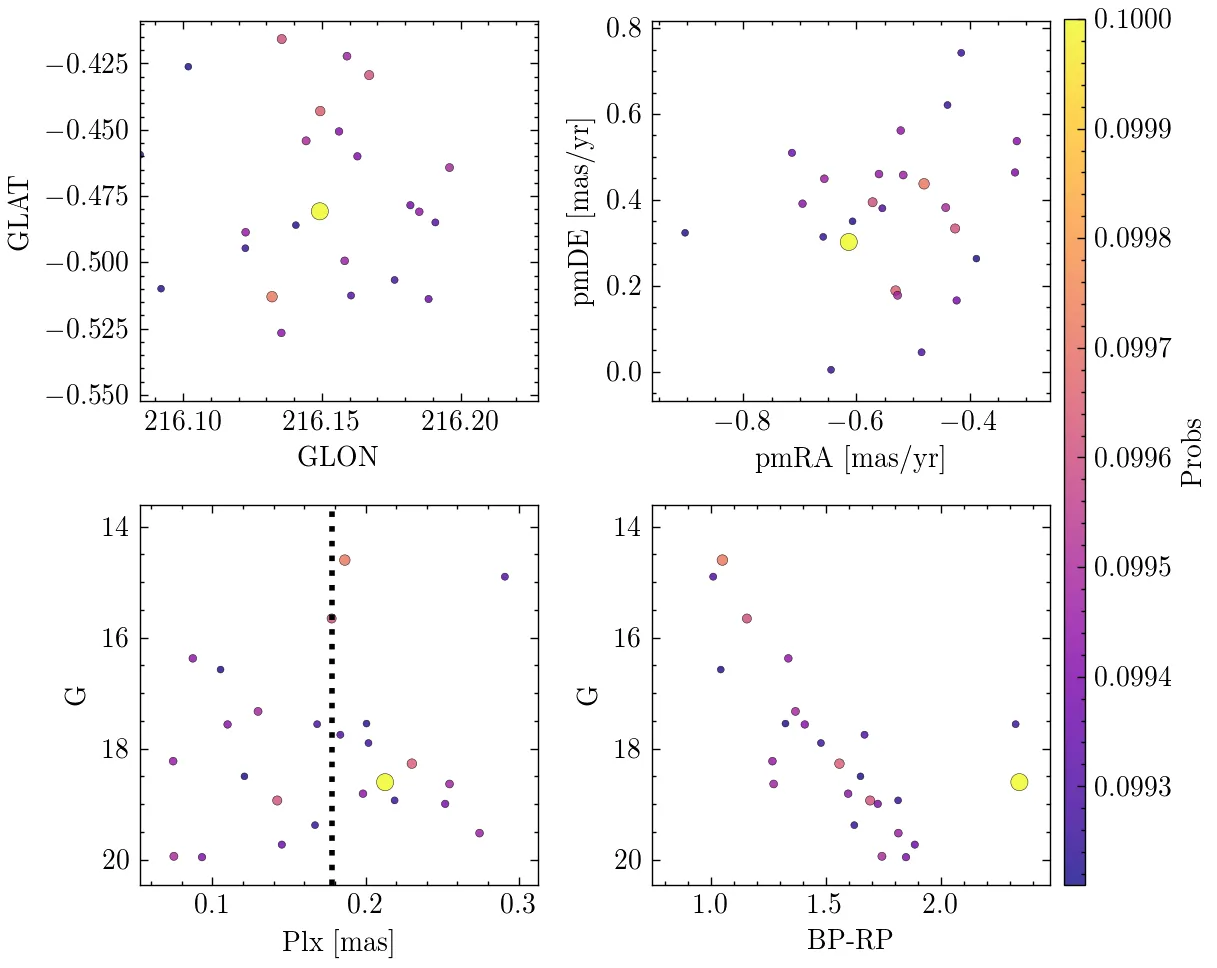 −0.425
−0.450
−0.475
−0.500
−0.525
−0.550
GLAT
216.10 216.15 216.20
GLON
0.8
0.6
0.4
0.2
0.0
pmDE [mas/yr]
−0.8 −0.6 −0.4
pmRA [mas/yr]
14
16
18
20
G
0.1 0.2 0.3
Plx [mas]
14
16
18
20
G
1.0 1.5 2.0
BP-RP
0.1000
0.0999
0.0998
0.0997
0.0996
0.0995
0.0994
0.0993
Probs